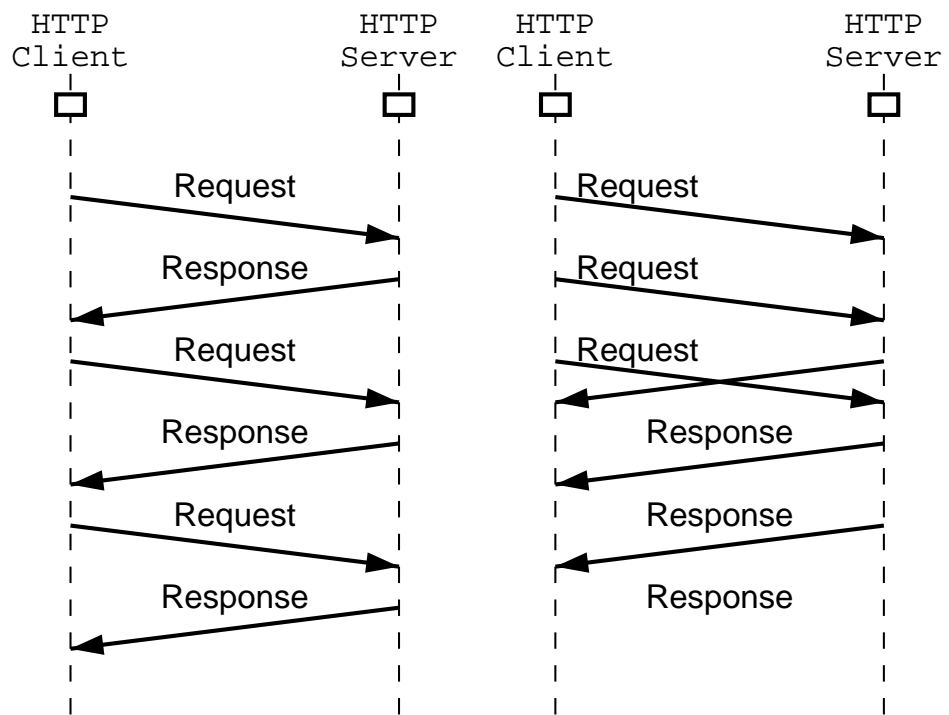 HTTP
Client
HTTP
Server
Request
Response
Request
Response
Request
Response
HTTP
Client
HTTP
Server
Request
Request
Request
Response
Response
Response